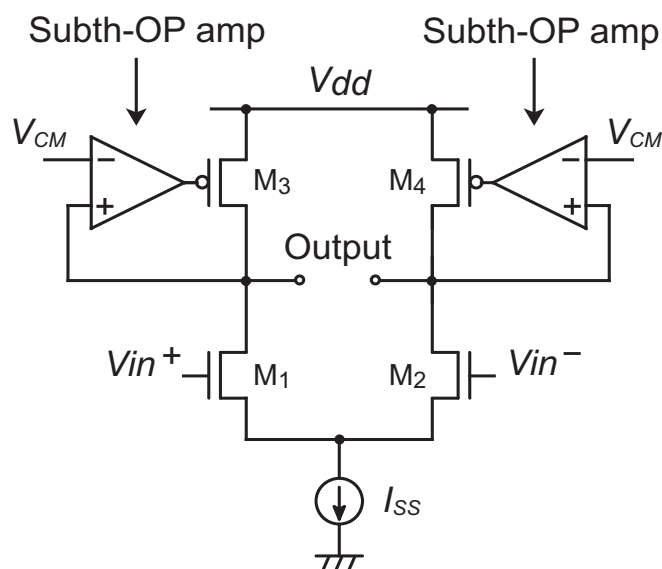 Subth-OP amp
Subth-OP amp
Vdd
VCM
VCM
−
−
+
+
M3
M4
Output
Vin+
M1
M2
Vin−
ISS